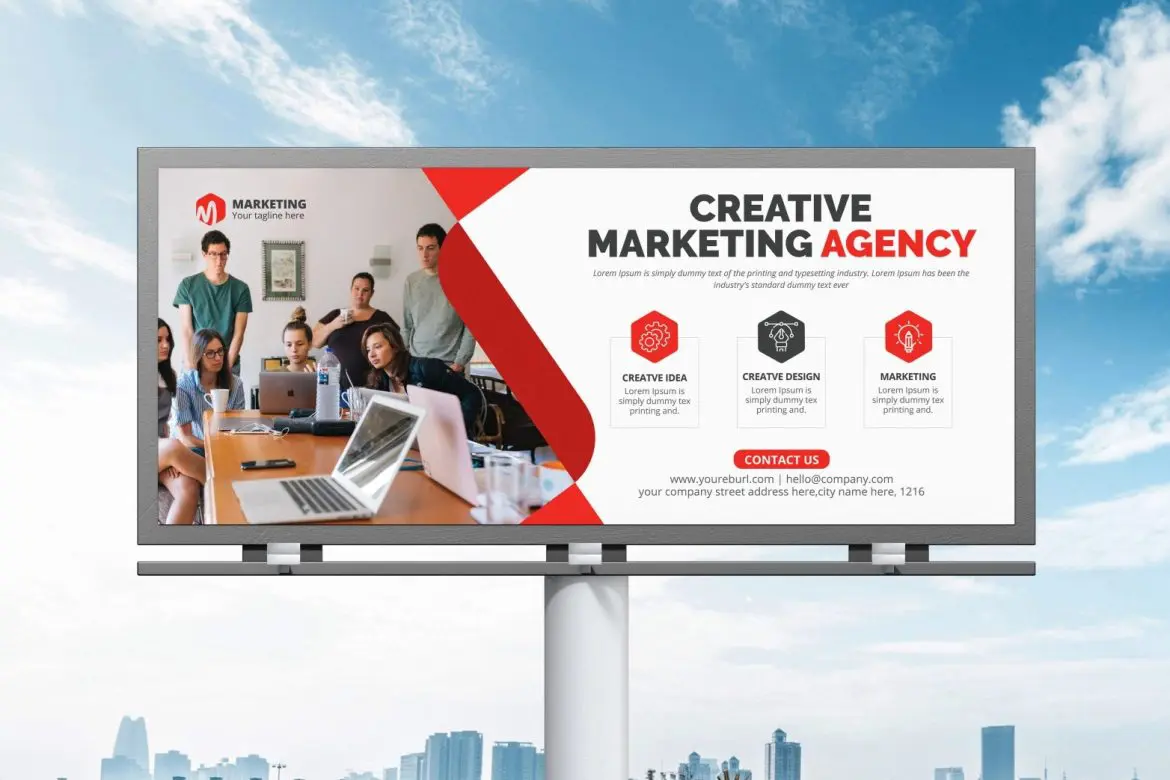 MARKETING
Your tagline here
CREATIVE
MARKETING AGENCY
Lorem Ipsum is simply dummy text of the printing and typesetting industry. Lorem Ipsum has been the
industry's standard dummy text ever
CREATVE IDEA
Lorem Ipsum is
simply dummy tex
printing and.
CREATVE DESIGN
Lorem Ipsum is
simply dummy tex
printing and.
MARKETING
Lorem Ipsum is
simply dummy tex
printing and.
CONTACT US
www.youreburl.com | hello@company.com
your company street address here,city name here, 1216